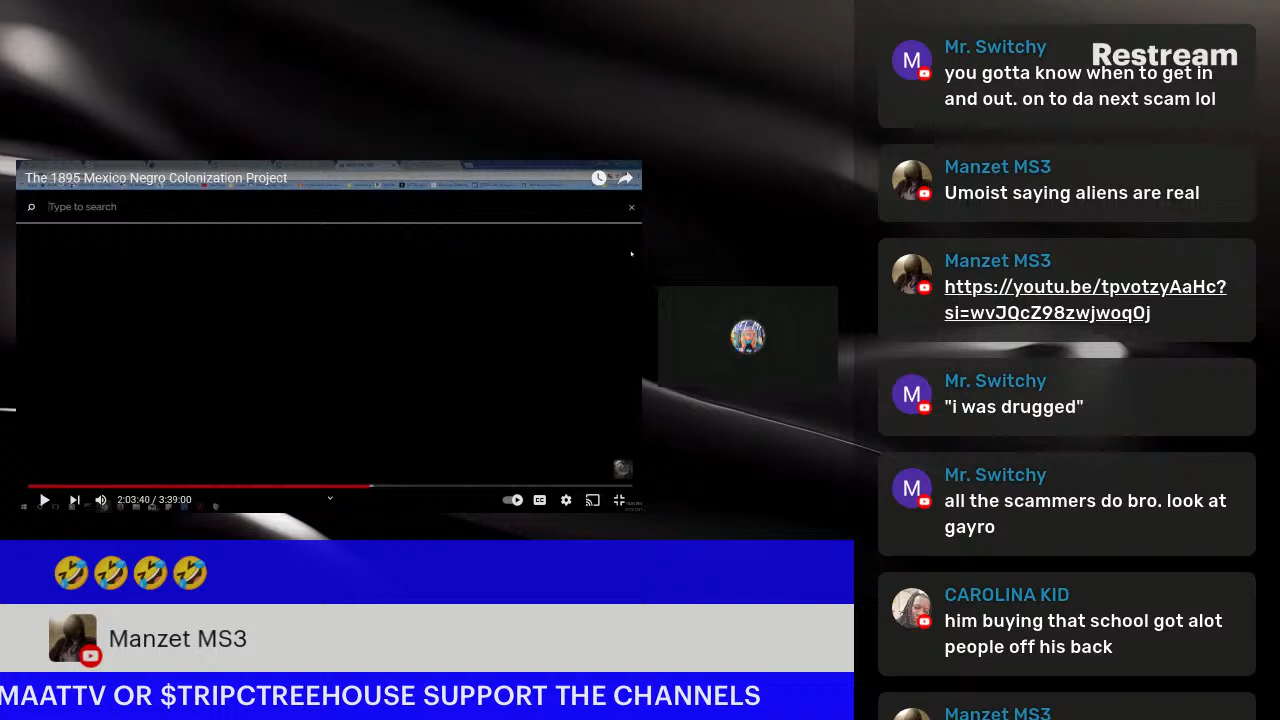 The 1895 Mexico Negro Colonization Project
Type to search
2:03:40 / 3:39:00
CC
🤣🤣🤣🤣
Manzet MS3
MAATTV OR $TRIPCTREEHOUSE SUPPORT THE CHANNELS
Restream
M
Mr. Switchy
you gotta know when to get in
and out. on to da next scam lol
Manzet MS3
Umoist saying aliens are real
Manzet MS3
https://youtu.be/tpvotzyAaHc?
si=wvJQcZ98zwjwoqOj
M
Mr. Switchy
"i was drugged"
M
Mr. Switchy
all the scammers do bro. look at
gayro
CAROLINA KID
him buying that school got alot
people off his back
Manzet MS3